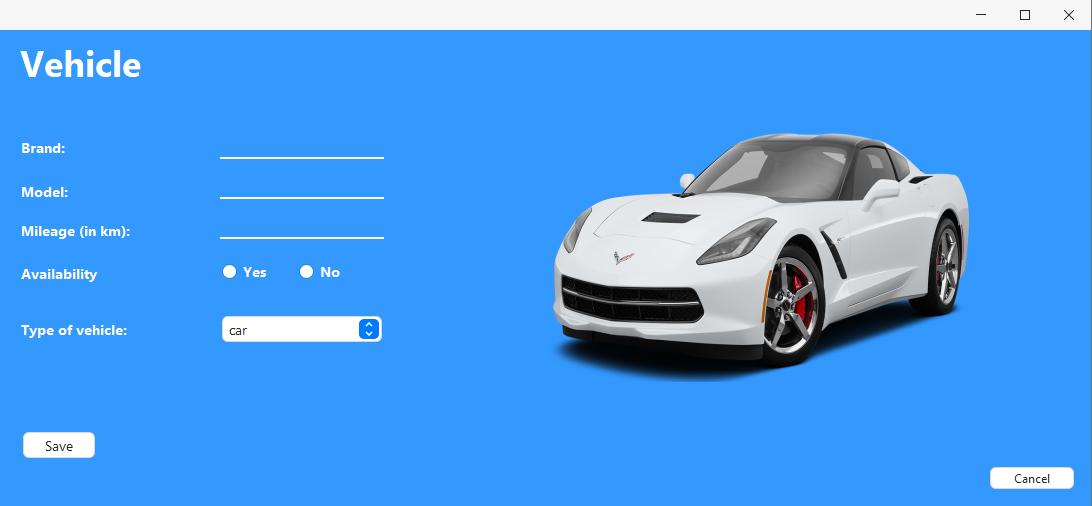 Vehicle
Brand:
Model:
Mileage (in km):
Availability
Yes No
Type of vehicle:
car
Save
Cancel